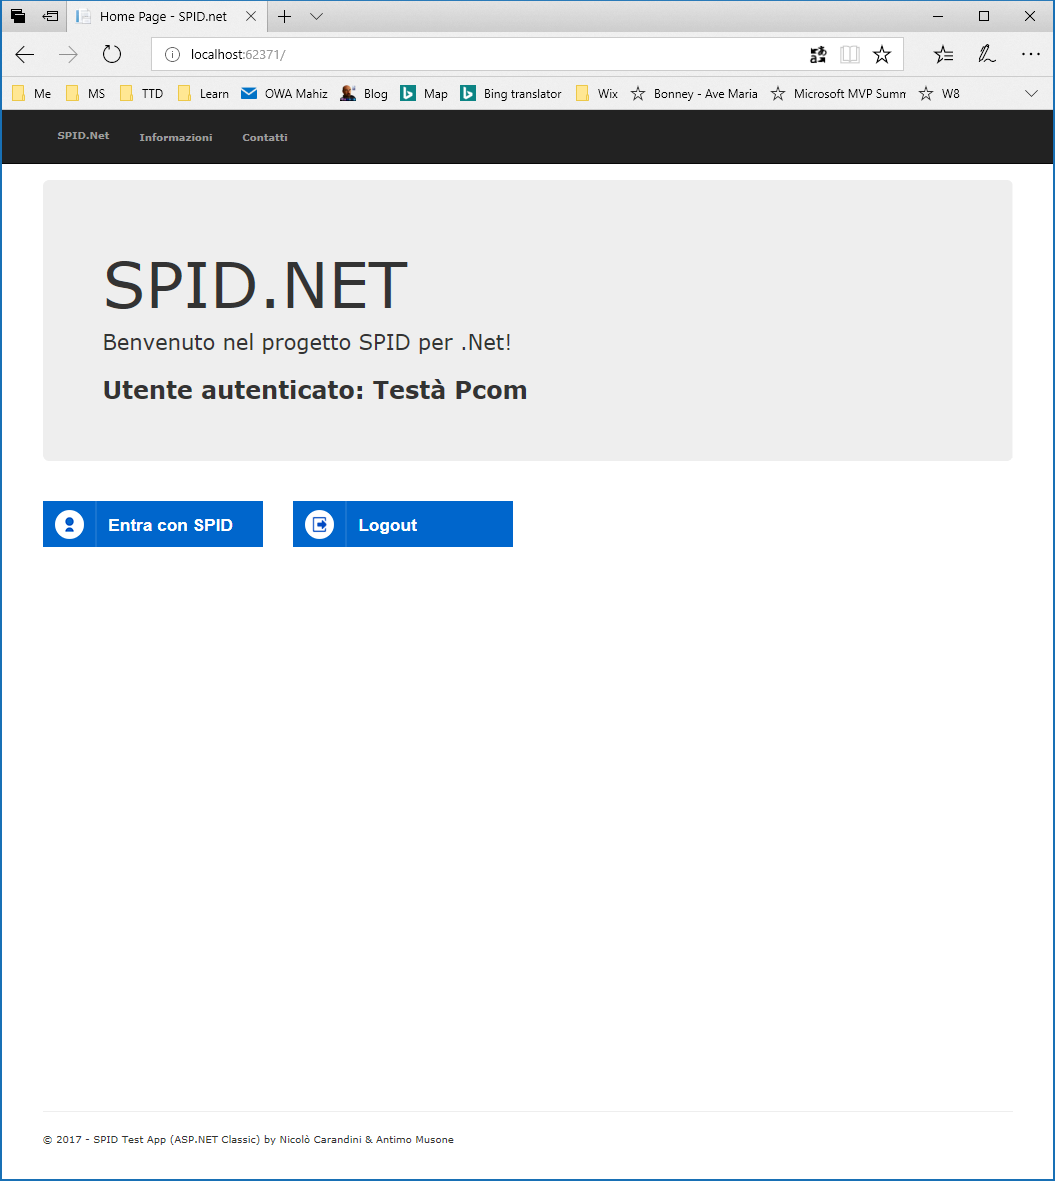 Home Page - SPID.net
localhost:62371/
Me MS TTD Learn OWA Mahiz Blog Map Bing translator Wix Bonney - Ave Maria Microsoft MVP Summ W8
SPID.Net Informazioni Contatti
SPID.NET
Benvenuto nel progetto SPID per .Net!
Utente autenticato: Testà Pcom
Entra con SPID Logout
© 2017 - SPID Test App (ASP.NET Classic) by Nicolò Carandini & Antimo Musone